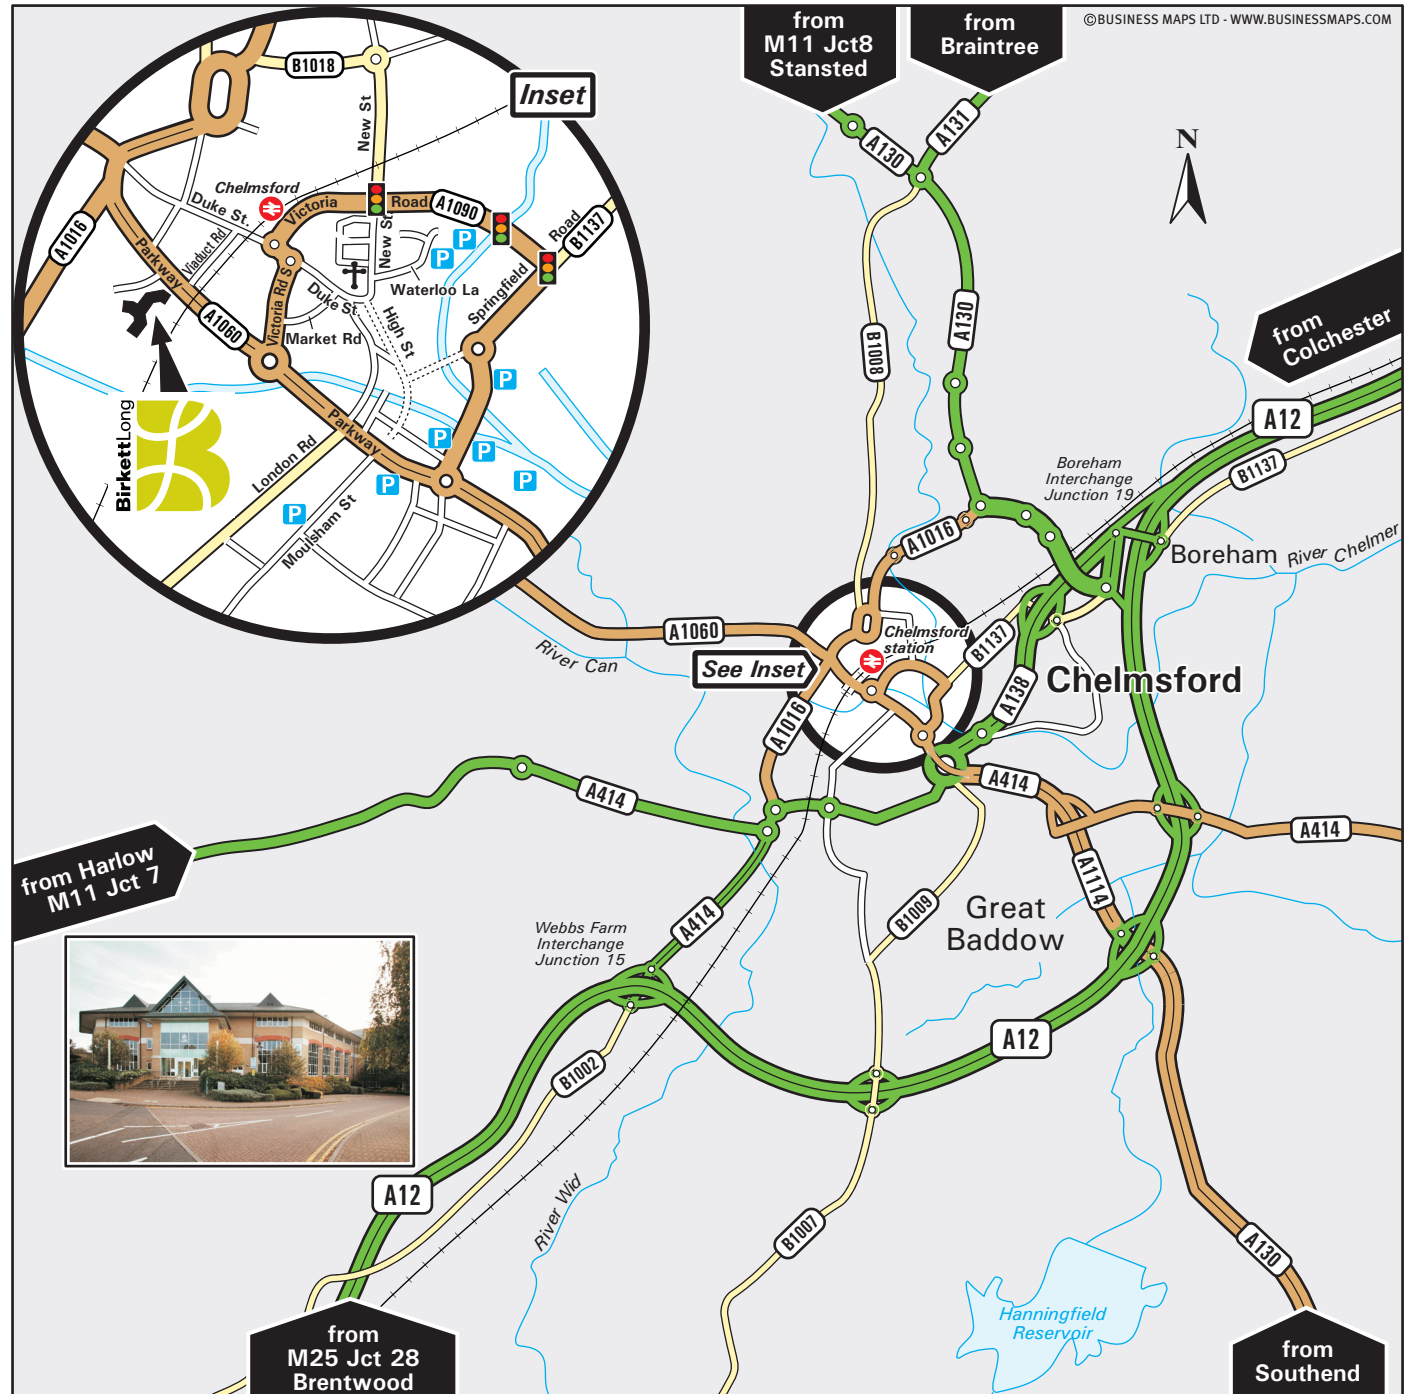 ©BUSINESS MAPS LTD - WWW.BUSINESSMAPS.COM
from
M11 Jct8
Stansted
from
Braintree
Inset
B1018
New St
Chelmsford
Duke St.
Victoria
Road
A1090
Road
B1137
A1016
Parkway
Viaduct Rd
New St
Springfield
Waterloo La
Duke St.
Victoria Rd S
A1060
Market Rd
High St
P
P
P
P
P
P
P
P
Parkway
London Rd
Moulsham St
BirkettLong
A130
A131
N
A130
B1008
from
Colchester
A12
B1137
Boreham
Interchange
Junction 19
A1016
Boreham
River Chelmer
A1060
River Can
See Inset
Chelmsford
station
B1137
A138
Chelmsford
A1016
A414
A414
A414
from Harlow
M11 Jct 7
A1114
A414
B1009
Great
Baddow
Webbs Farm
Interchange
Junction 15
A12
B1002
A12
River Wid
B1007
A130
Hanningfield
Reservoir
from
M25 Jct 28
Brentwood
from
Southend